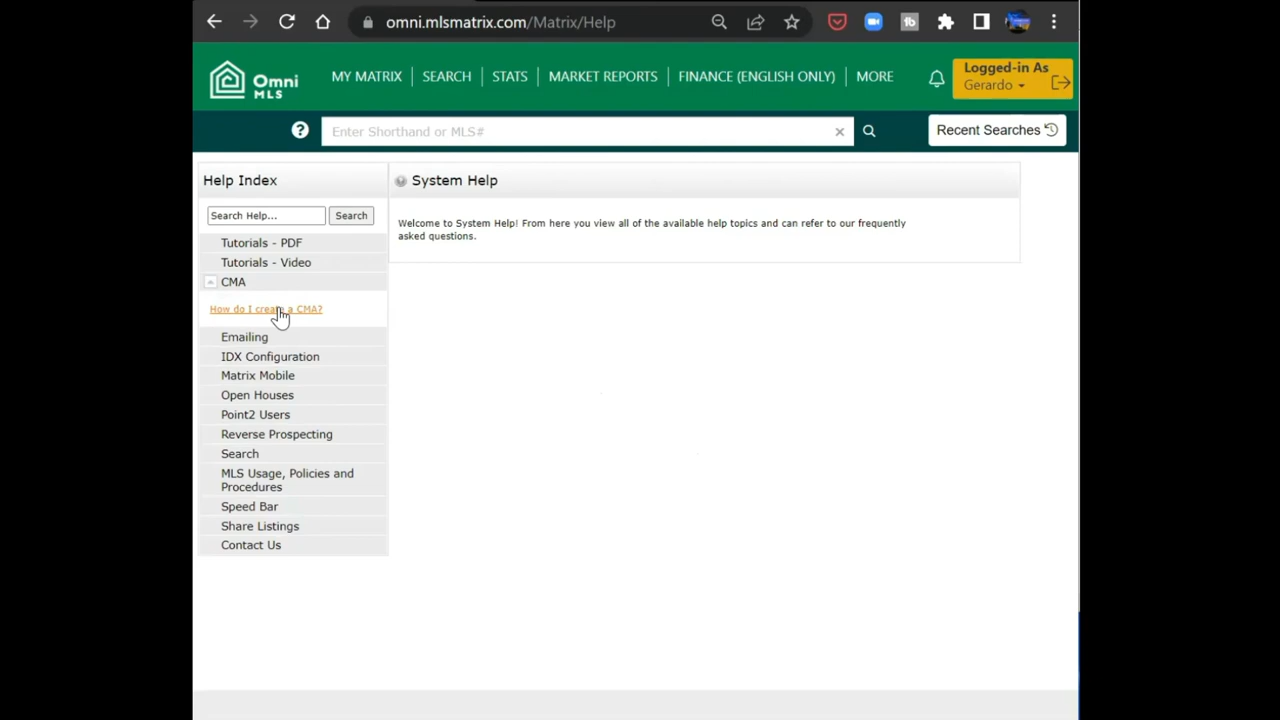 omni.mlsmatrix.com/Matrix/Help
Omni
MLS
MY MATRIX
SEARCH
STATS
MARKET REPORTS
FINANCE (ENGLISH ONLY)
MORE
Logged-in As
Gerardo
?
Enter Shorthand or MLS#
Recent Searches
Help Index
Search Help...
Search
Tutorials - PDF
Tutorials - Video
CMA
How do I create a CMA?
Emailing
IDX Configuration
Matrix Mobile
Open Houses
Point2 Users
Reverse Prospecting
Search
MLS Usage, Policies and
Procedures
Speed Bar
Share Listings
Contact Us
System Help
Welcome to System Help! From here you view all of the available help topics and can refer to our frequently
asked questions.